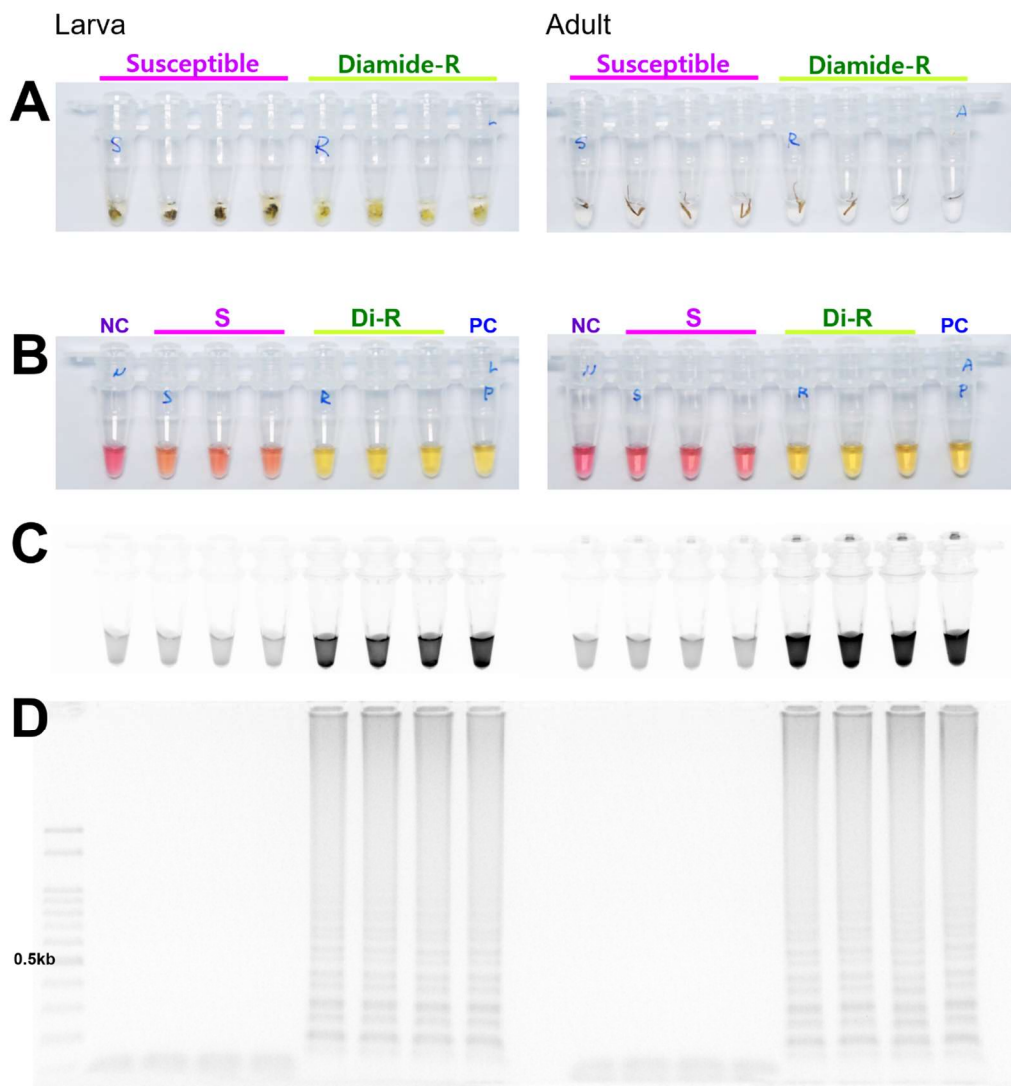 Larva
Adult
Susceptible
Diamide-R
Susceptible
Diamide-R
A
S
R
L
S
R
A
B
NC
S
Di-R
PC
NC
S
Di-R
PC
N
S
R
L
P
N
S
R
A
P
C
D
0.5kb